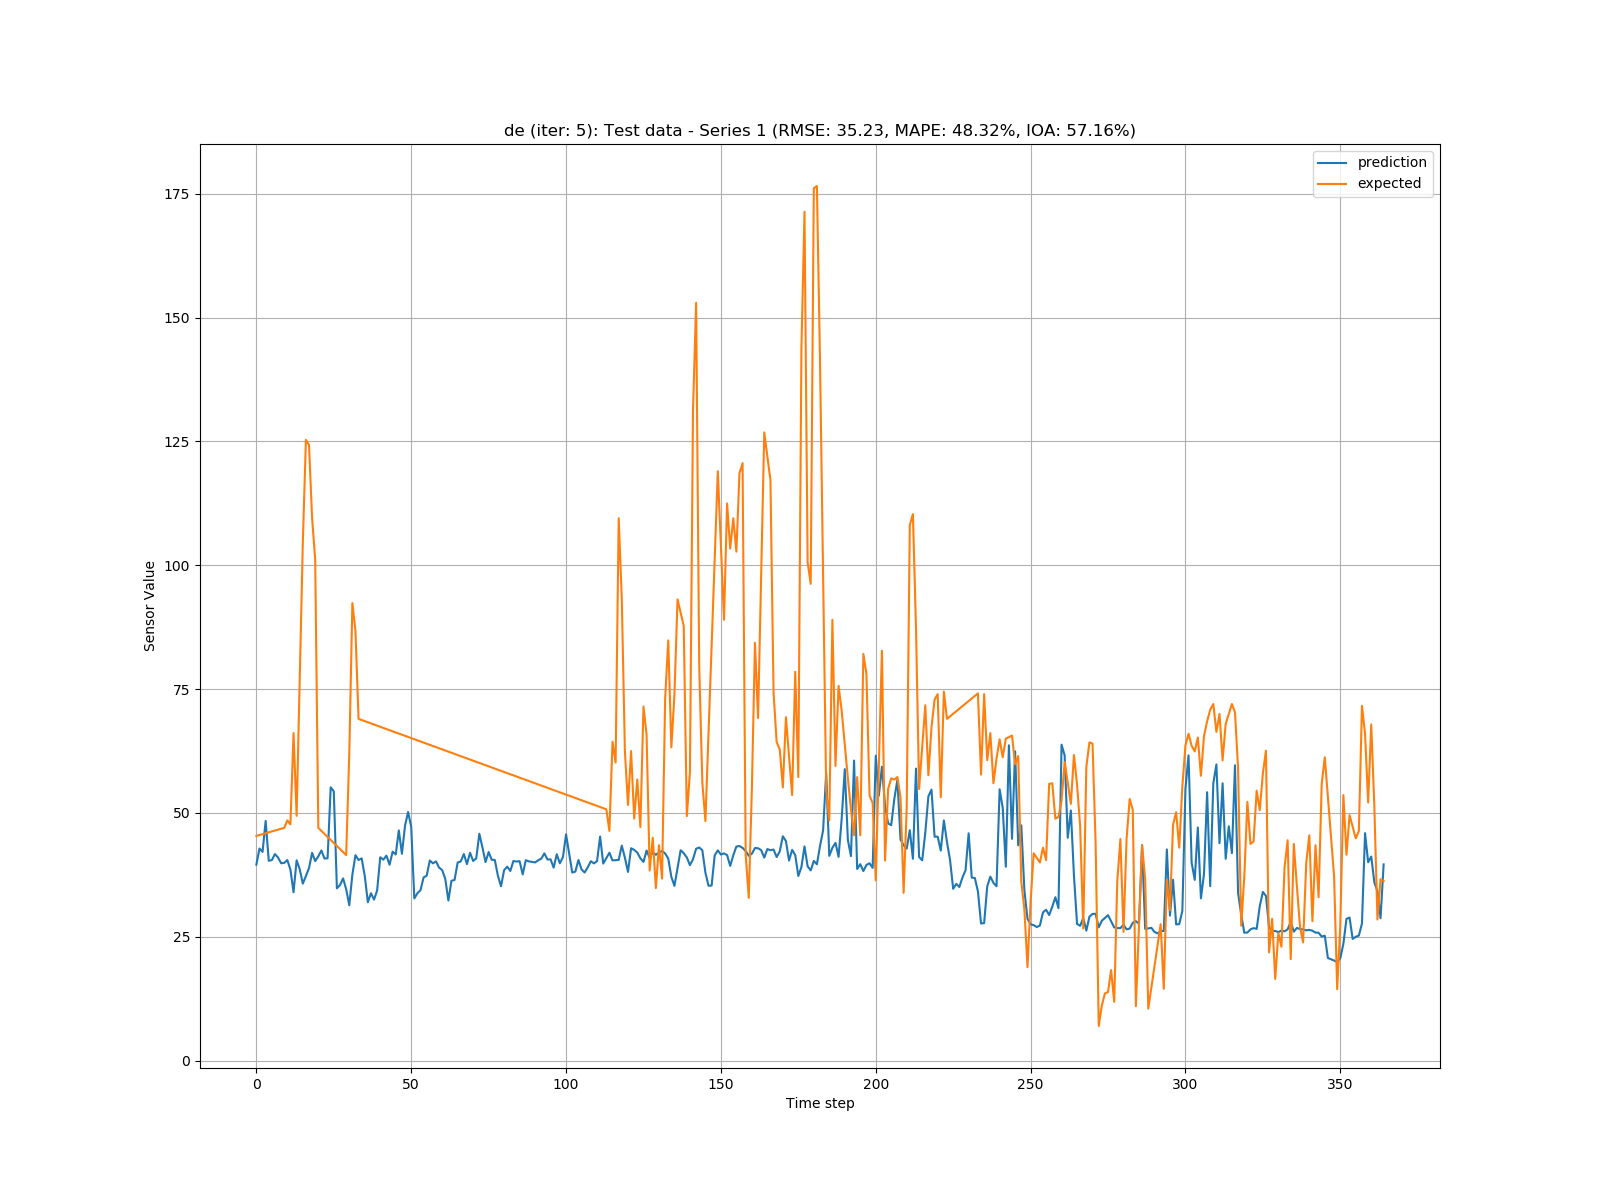 de (iter: 5): Test data - Series 1 (RMSE: 35.23, MAPE: 48.32%, IOA: 57.16%)
prediction
expected
175
150
125
100
75
50
25
0
Sensor Value
0 50 100 150 200 250 300 350
Time step